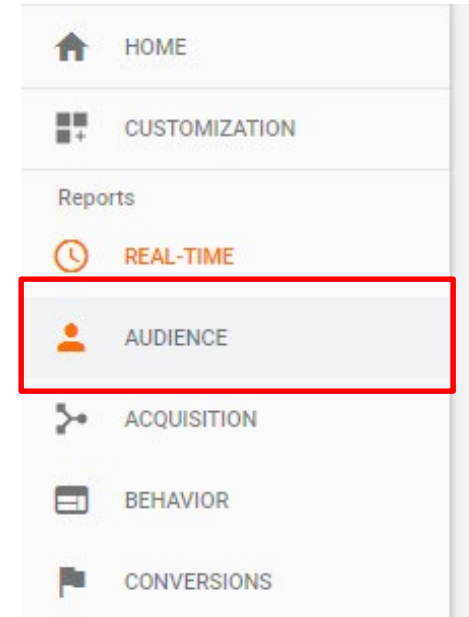 HOME
CUSTOMIZATION
Reports
REAL-TIME
AUDIENCE
ACQUISITION
BEHAVIOR
CONVERSIONS